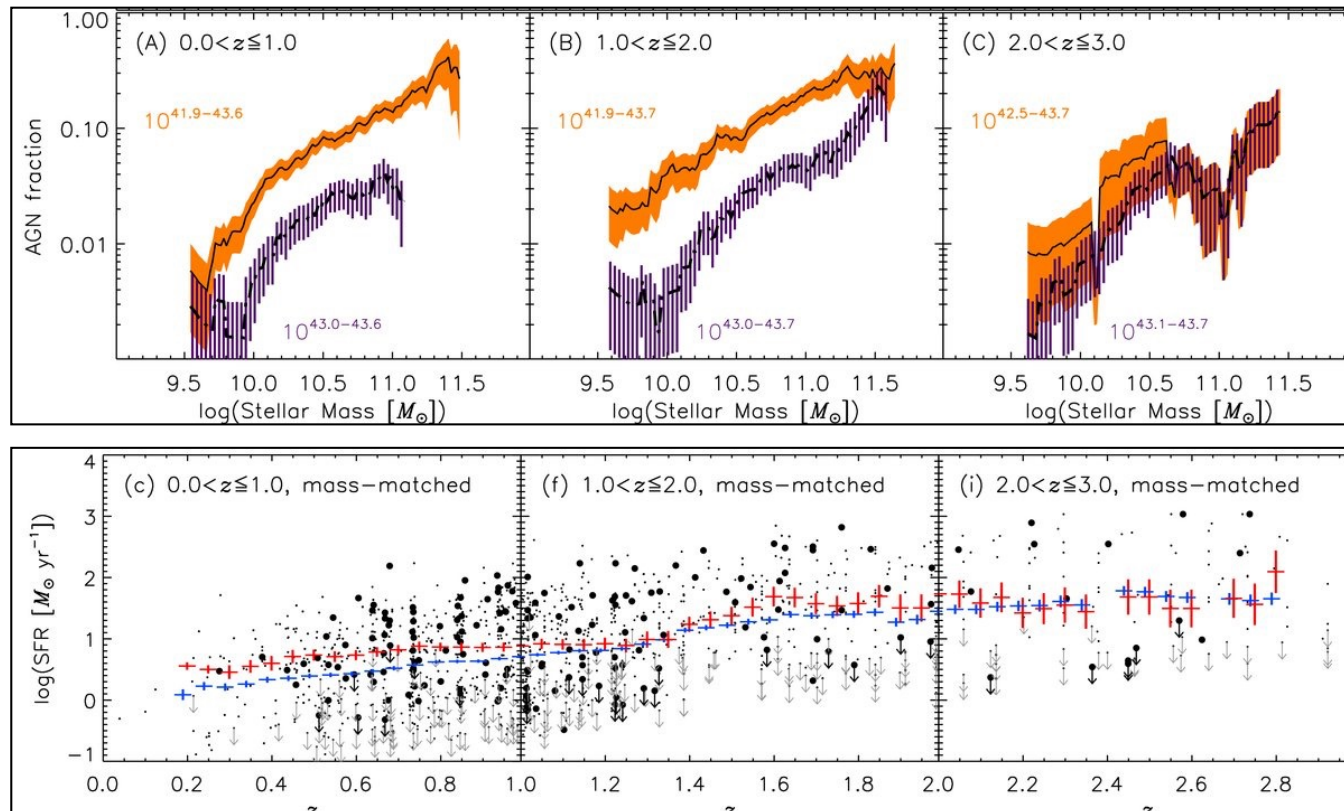 1.00
0.10
0.01
AGN fraction
(A) 0.0<z≦1.0
10^41.9−43.6
10^43.0−43.6
9.5 10.0 10.5 11.0 11.5
log(Stellar Mass [M⊙])
(B) 1.0<z≦2.0
10^41.9−43.7
10^43.0−43.7
9.5 10.0 10.5 11.0 11.5
log(Stellar Mass [M⊙])
(C) 2.0<z≦3.0
10^42.5−43.7
10^43.1−43.7
9.5 10.0 10.5 11.0 11.5
log(Stellar Mass [M⊙])
4
3
2
1
0
−1
log(SFR [M⊙ yr⁻¹])
(c) 0.0<z≦1.0, mass−matched
(f) 1.0<z≦2.0, mass−matched
(i) 2.0<z≦3.0, mass−matched
0.0 0.2 0.4 0.6 0.8 1.0 1.2 1.4 1.6 1.8 2.0 2.2 2.4 2.6 2.8
z z z